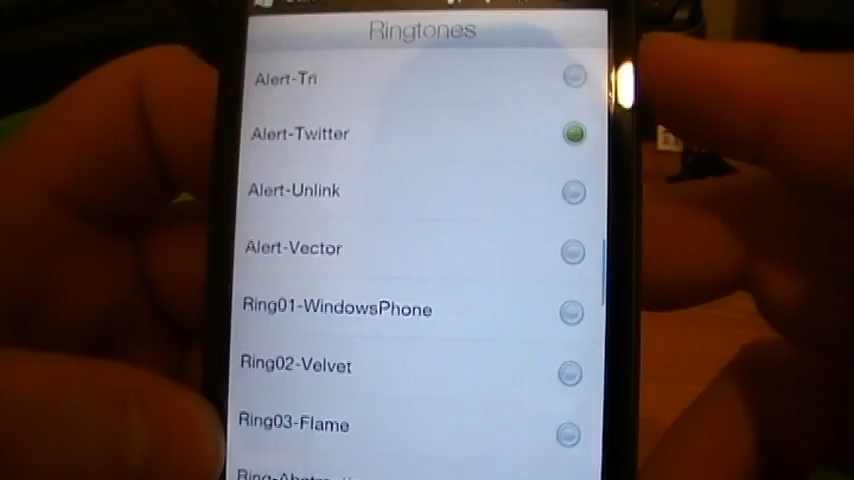 Ringtones
Alert-Tri
Alert-Twitter
Alert-Unlink
Alert-Vector
Ring01-WindowsPhone
Ring02-Velvet
Ring03-Flame